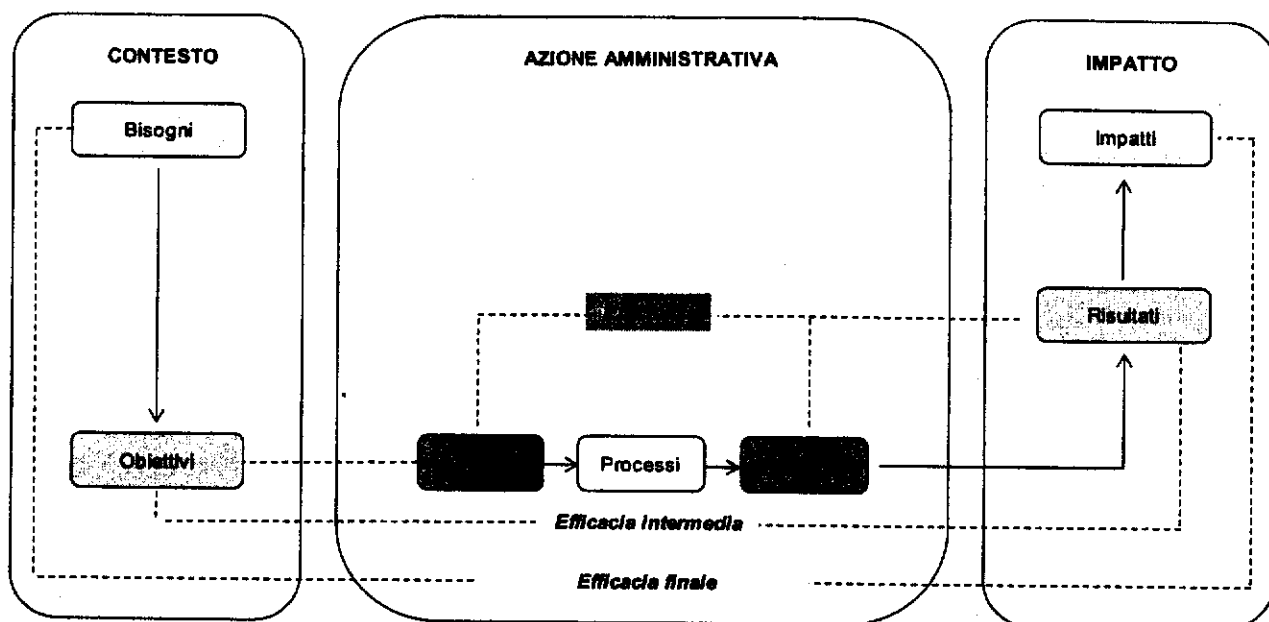 CONTESTO
AZIONE AMMINISTRATIVA
IMPATTO
Bisogni
Impatti
Risultati
Obiettivi
Processi
Efficacia intermedia
Efficacia finale